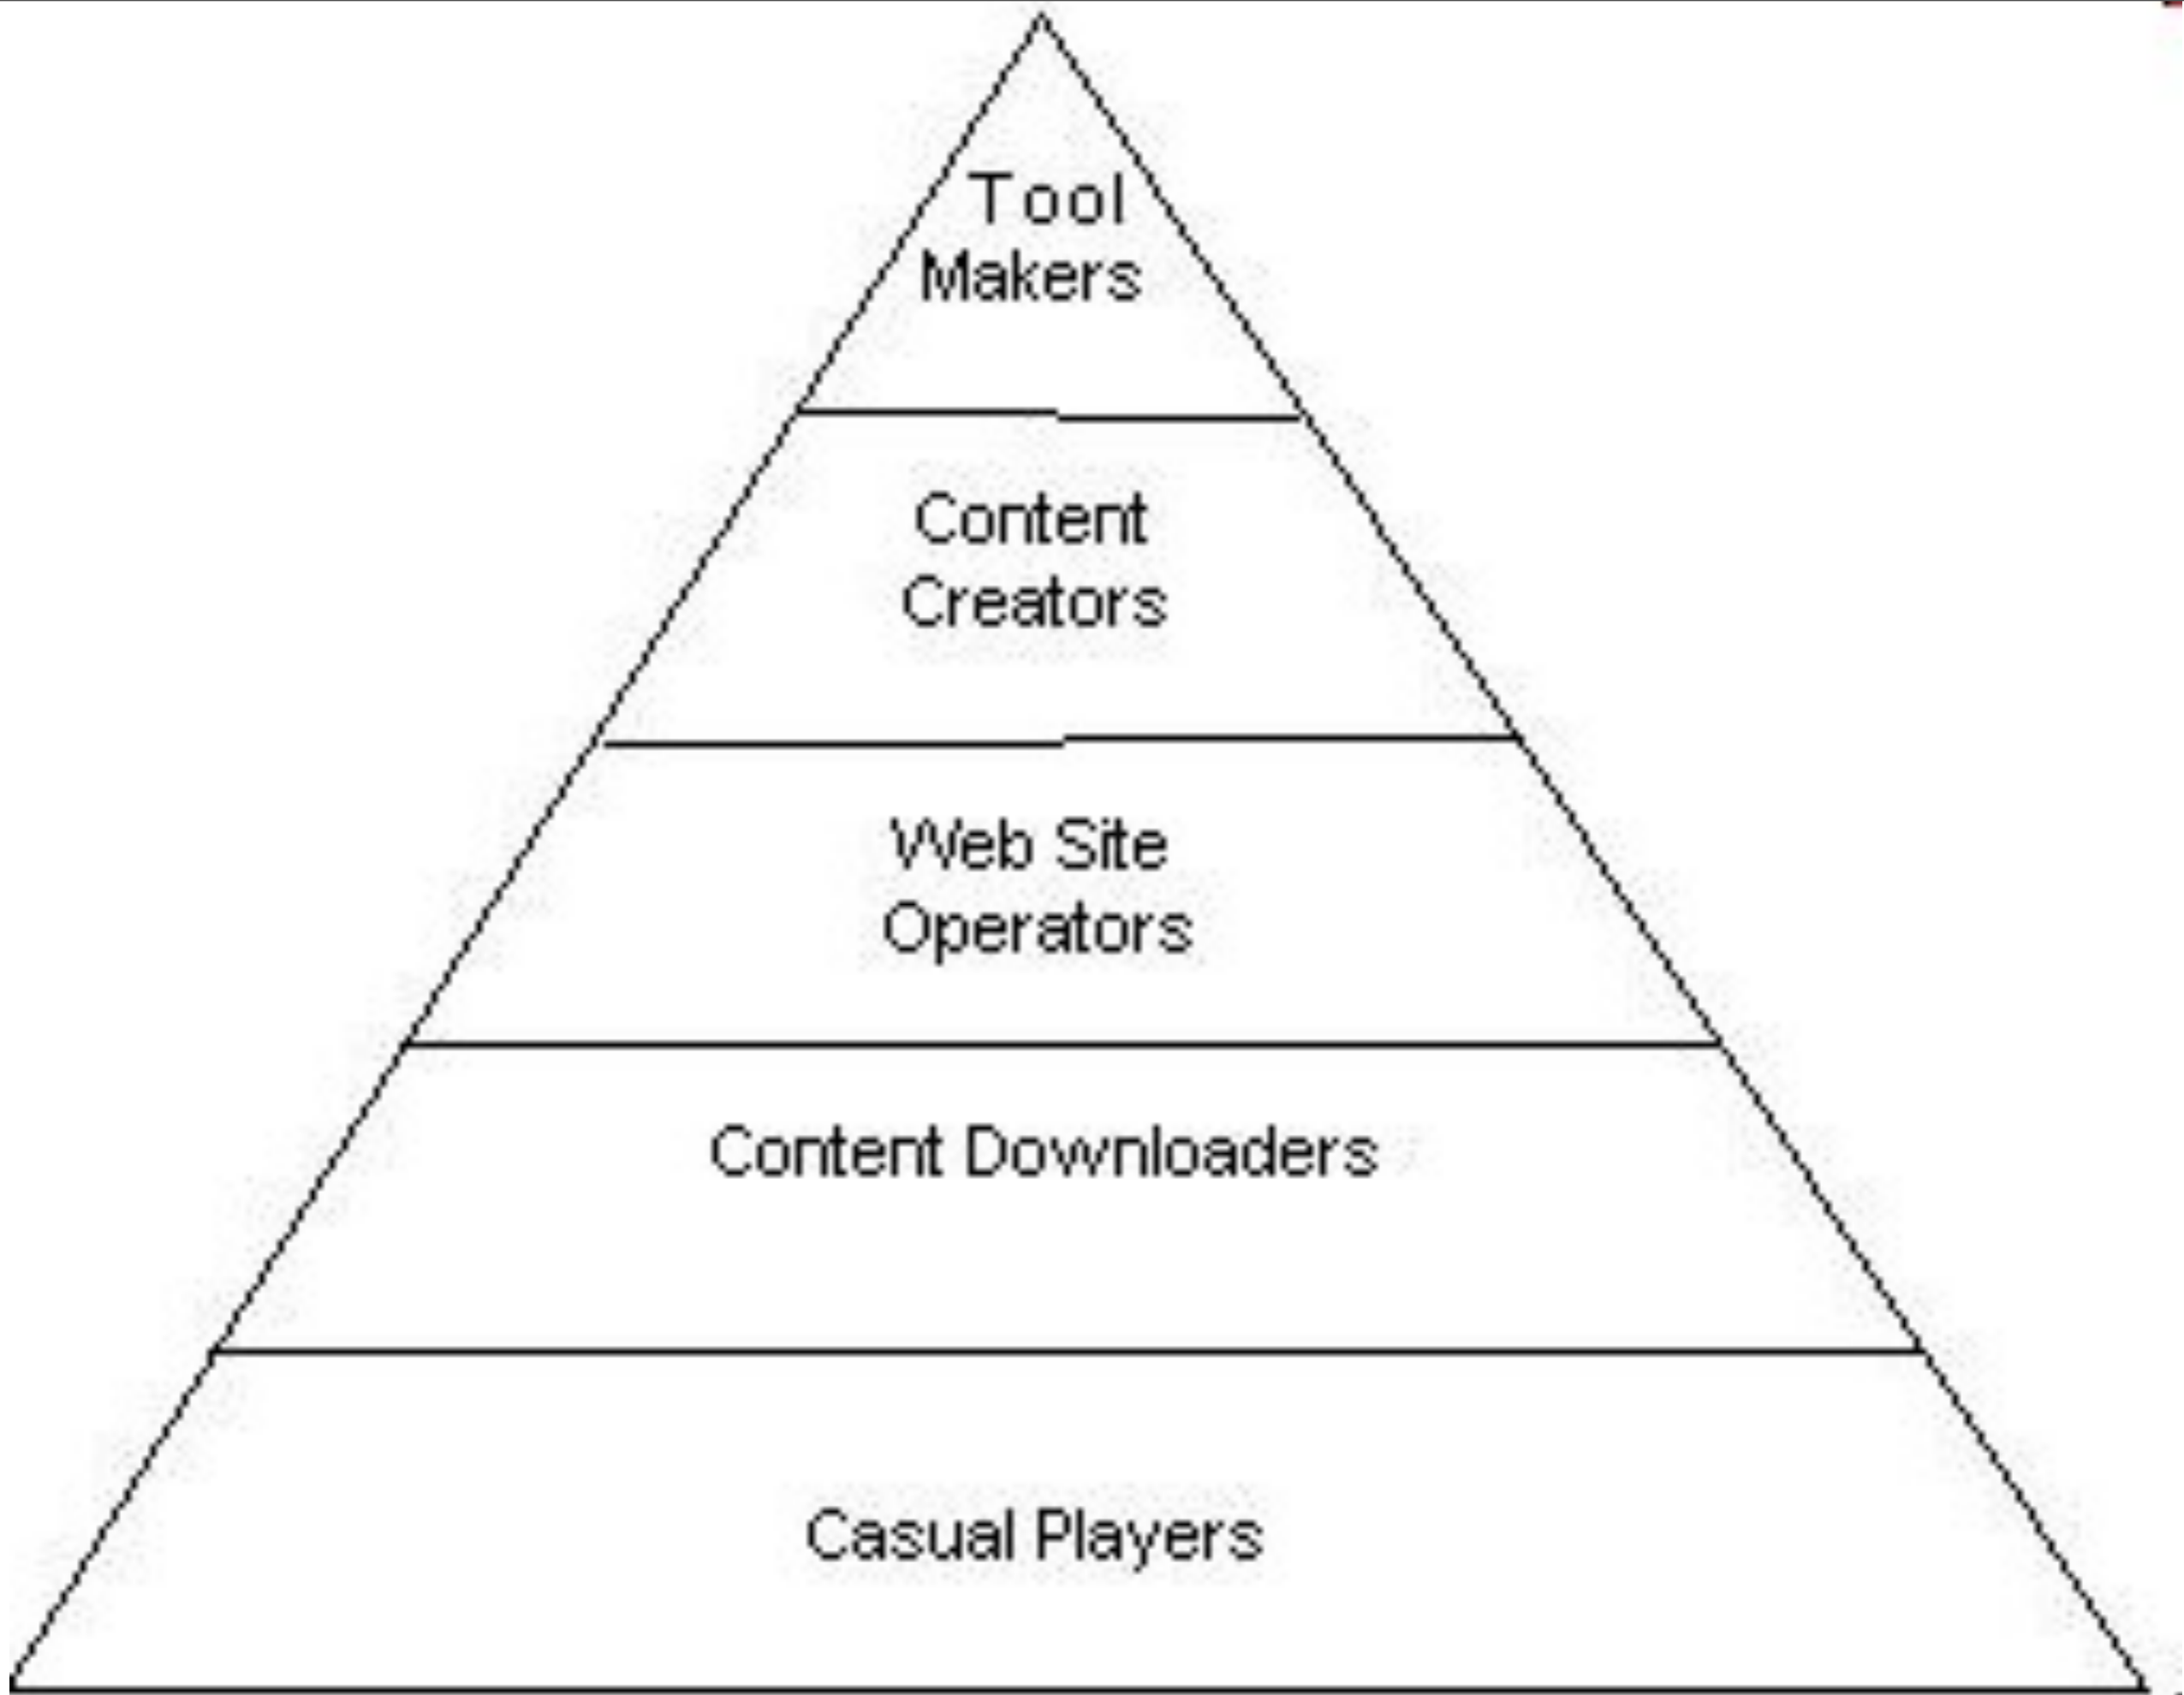 Tool
Makers
Content
Creators
Web Site
Operators
Content Downloaders
Casual Players